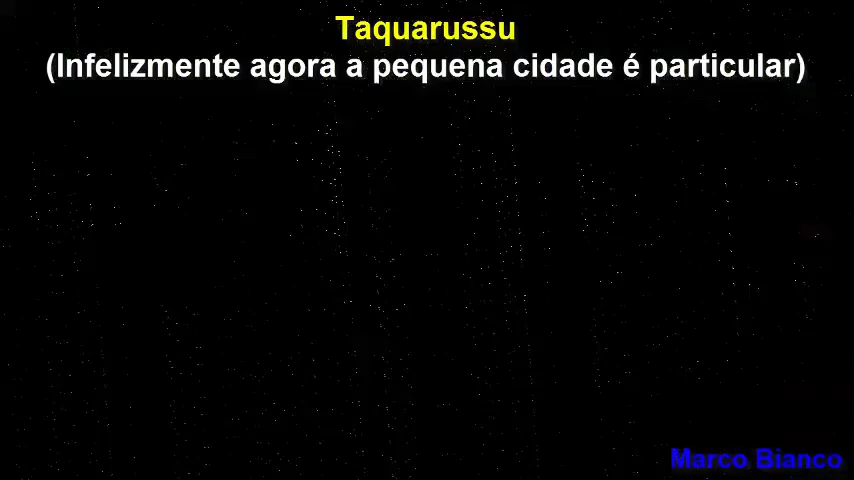 Taquarussu
(Infelizmente agora a pequena cidade é particular)
Marco Bianco